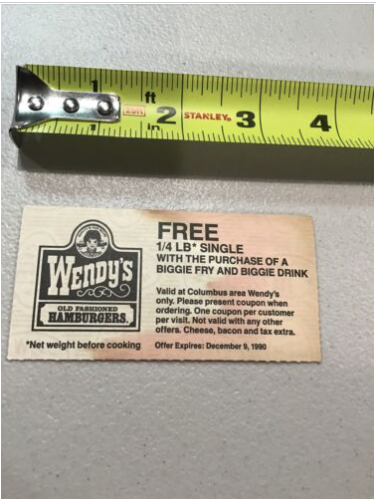 1
ft
2
in
STANLEY®
3
4
FREE
1/4 LB* SINGLE
WITH THE PURCHASE OF A
BIGGIE FRY AND BIGGIE DRINK
WENDY'S
OLD FASHIONED
HAMBURGERS.
Valid at Columbus area Wendy's
only. Please present coupon when
ordering. One coupon per customer
per visit. Not valid with any other
offers. Cheese, bacon and tax extra.
*Net weight before cooking
Offer Expires: December 9, 1990